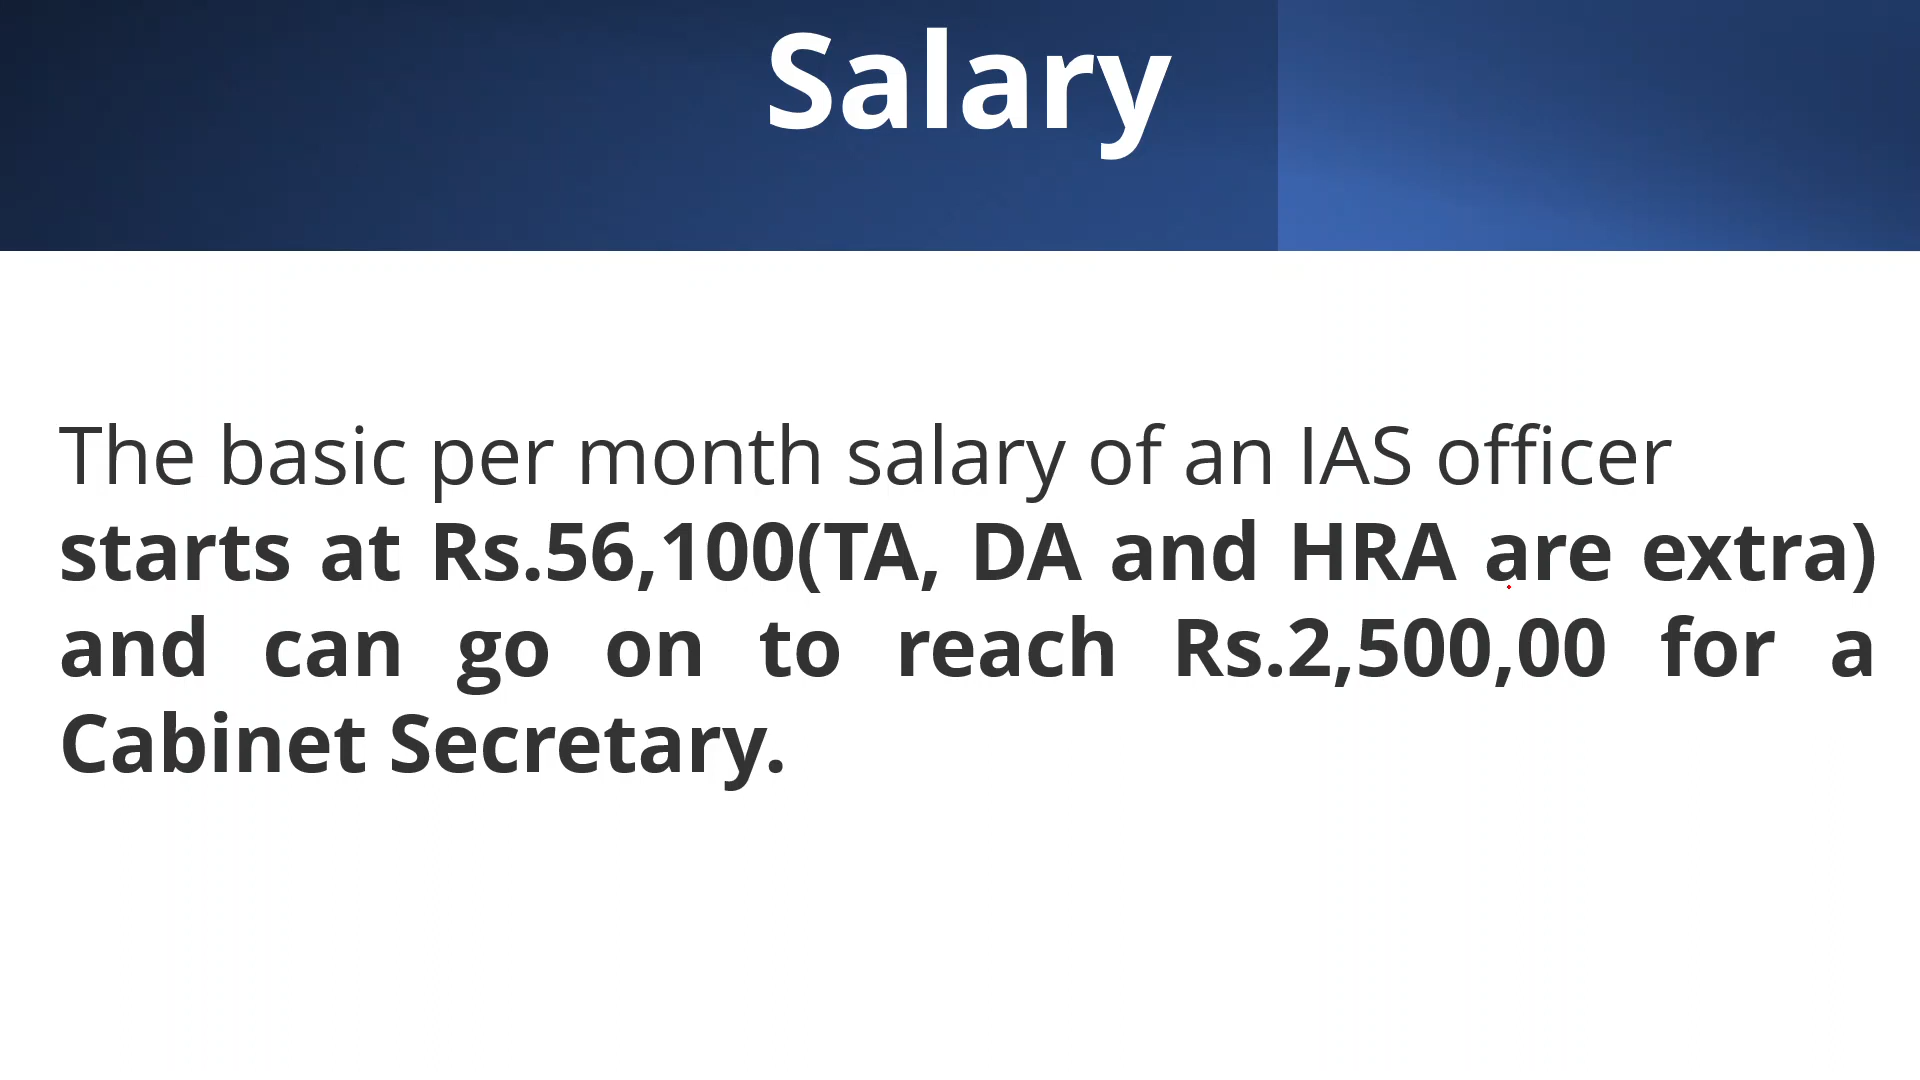 Salary
The basic per month salary of an IAS officer
starts at Rs.56,100(TA, DA and HRA are extra)
and can go on to reach Rs.2,500,00 for a
Cabinet Secretary.